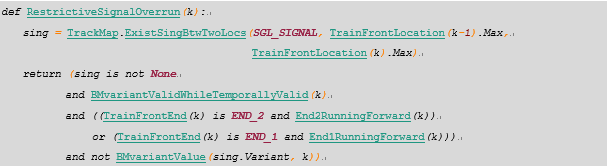 def RestrictiveSignalOverrun(k):
sing = TrackMap.ExistSingBtwTwoLocs(SGL_SIGNAL, TrainFrontLocation(k-1).Max,
TrainFrontLocation(k).Max)
return (sing is not None
and BMvariantValidWhileTemporallyValid(k)
and ((TrainFrontEnd(k) is END_2 and End2RunningForward(k))
or (TrainFrontEnd(k) is END_1 and End1RunningForward(k)))
and not BMvariantValue(sing.Variant, k))